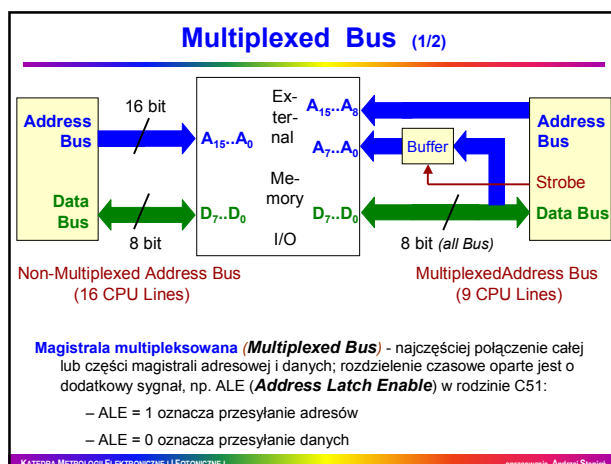 Multiplexed Bus (1/2)
16 bit
Address
Bus
A15..A0
Data
Bus
D7..D0
8 bit
Ex-
ter-
nal
Me-
mory
I/O
A15..A8
A7..A0
D7..D0
Buffer
Address
Bus
Strobe
Data Bus
8 bit (all Bus)
Non-Multiplexed Address Bus
(16 CPU Lines)
MultiplexedAddress Bus
(9 CPU Lines)
Magistrala multipleksowana (Multiplexed Bus) - najczęściej połączenie całej
lub części magistrali adresowej i danych; rozdzielenie czasowe oparte jest o
dodatkowy sygnał, np. ALE (Address Latch Enable) w rodzinie C51:
– ALE = 1 oznacza przesyłanie adresów
– ALE = 0 oznacza przesyłanie danych
KATEDRA METROLOGII ELEKTRONICZNEJ I FOTONICZNEJ